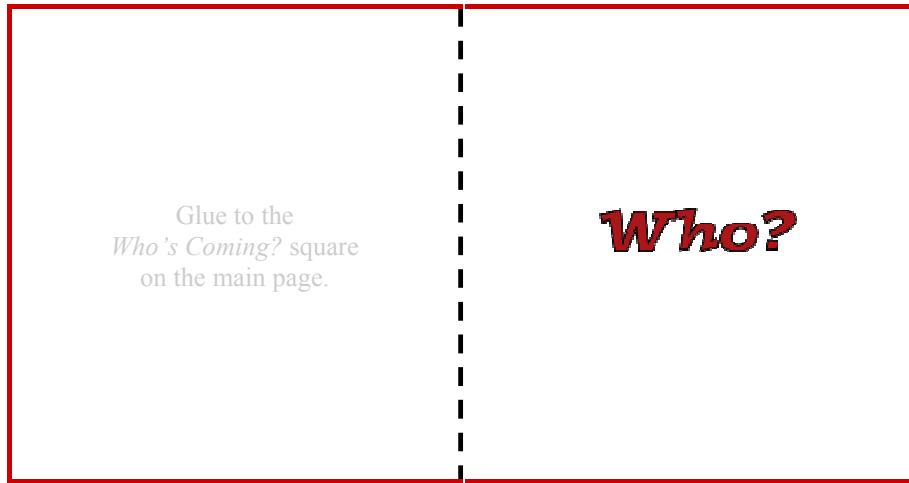 Glue to the
Who’s Coming? square
on the main page.
Who?